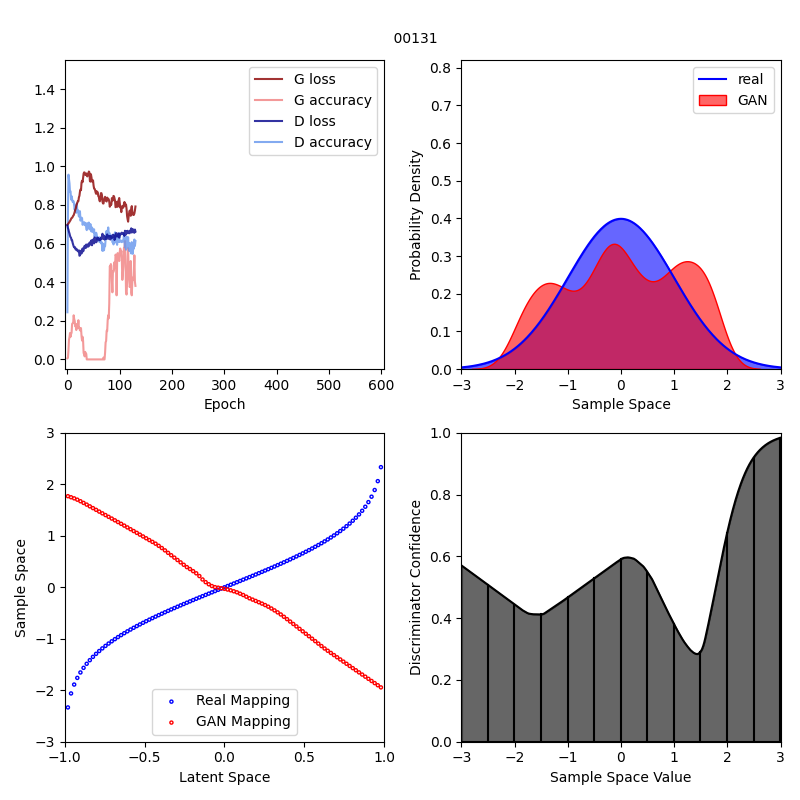 00131
G loss
G accuracy
D loss
D accuracy
1.4
1.2
1.0
0.8
0.6
0.4
0.2
0.0
0 100 200 300 400 500 600
Epoch
real
GAN
Probability Density
0.8
0.7
0.6
0.5
0.4
0.3
0.2
0.1
0.0
−3 −2 −1 0 1 2 3
Sample Space
Sample Space
3
2
1
0
−1
−2
−3
Real Mapping
GAN Mapping
−1.0 −0.5 0.0 0.5 1.0
Latent Space
Discriminator Confidence
1.0
0.8
0.6
0.4
0.2
0.0
−3 −2 −1 0 1 2 3
Sample Space Value